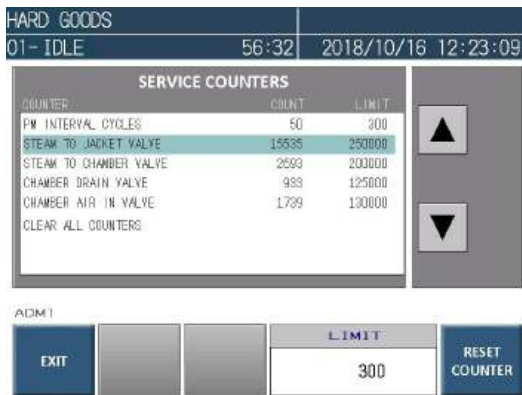 HARD GOODS
01- IDLE 56:32 2018/10/16 12:23:09
SERVICE COUNTERS
COUNTER COUNT LIMIT
PM INTERVAL CYCLES 50 300
STEAM TO JACKET VALVE 15535 250000
STEAM TO CHAMBER VALVE 2693 200000
CHAMBER DRAIN VALVE 933 125000
CHAMBER AIR IN VALVE 1739 130000
CLEAR ALL COUNTERS
ADM1
LIMIT
EXIT 300 RESET COUNTER